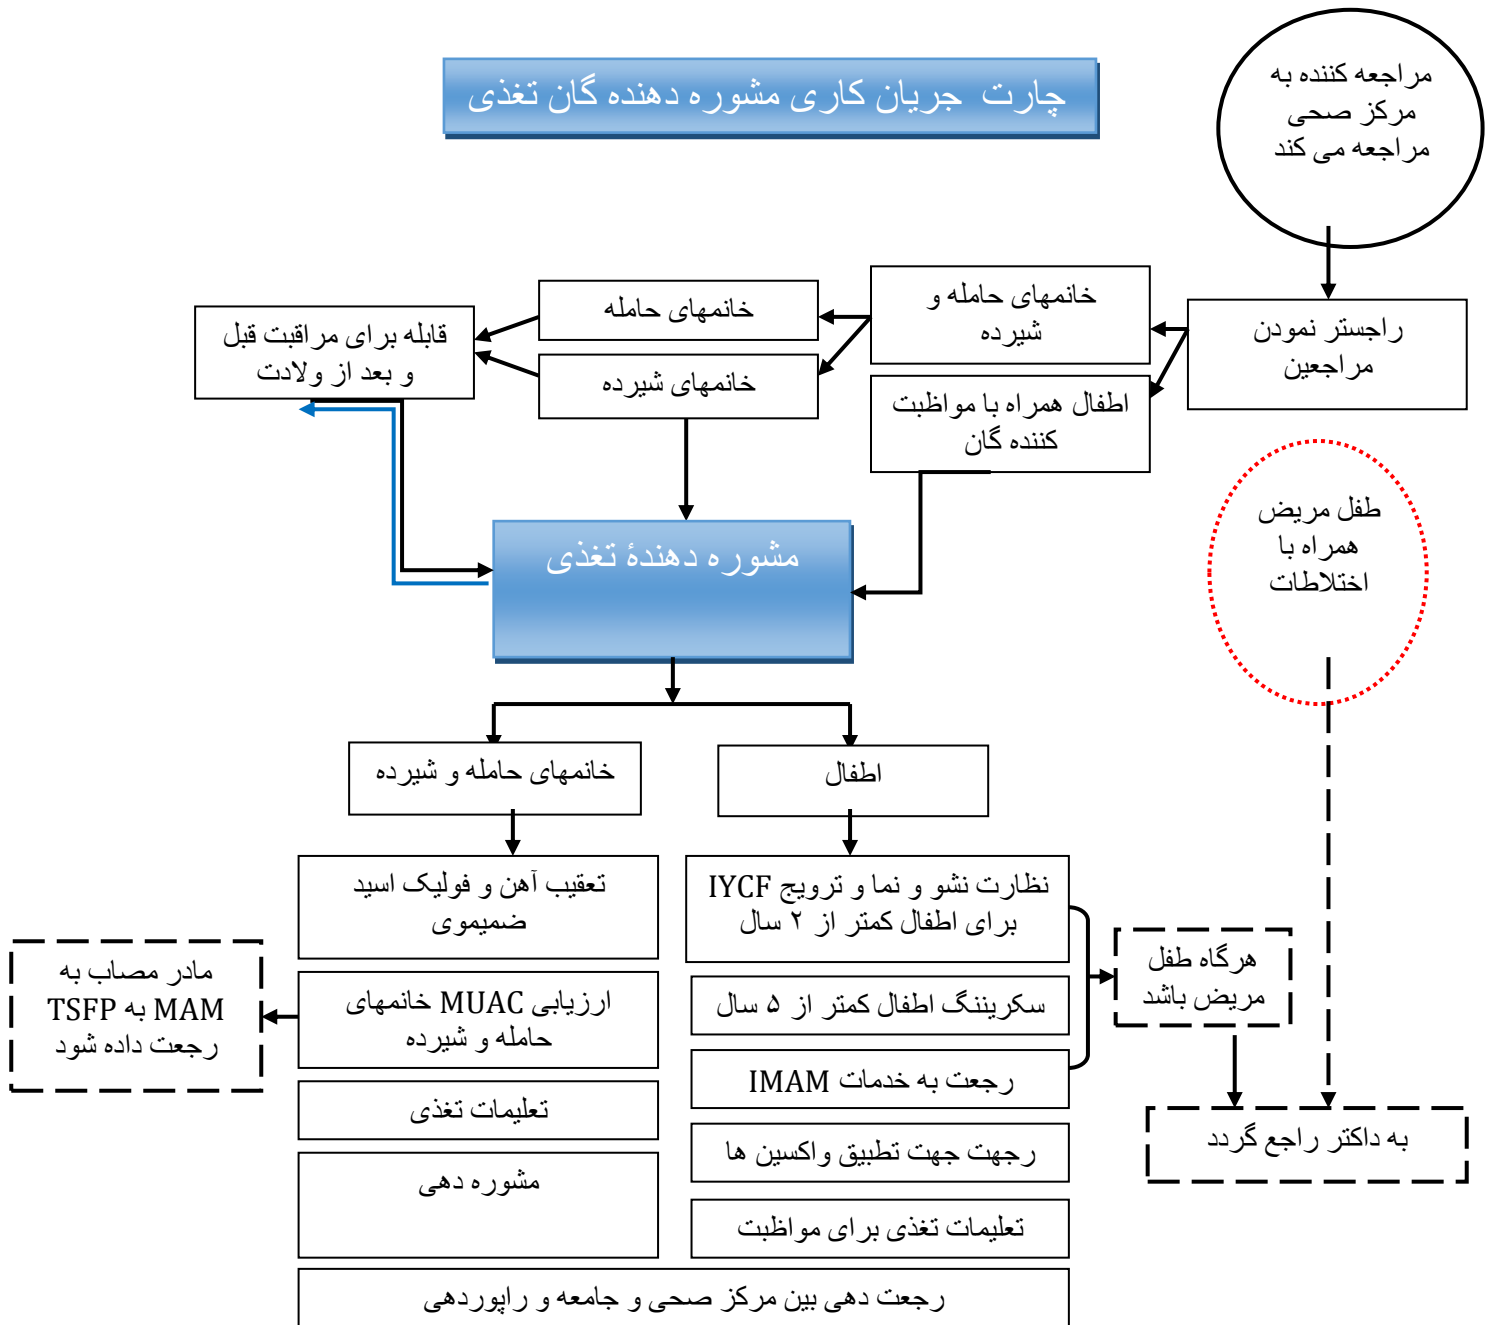 چارت جریان کاری مشوره دهنده گان تغذی
مراجعه کننده به
مرکز صحی
مراجعه می کند
راجستر نمودن
مراجعین
خانمهای حامله و
شیرده
اطفال همراه با مواظبت
کننده گان
خانمهای حامله
خانمهای شیرده
قابله برای مراقبت قبل
و بعد از ولادت
مشوره دهندۀ تغذی
طفل مریض
همراه با
اختلاطات
اطفال
خانمهای حامله و شیرده
نظارت نشو و نما و ترویج IYCF
برای اطفال کمتر از ۲ سال
سکریننگ اطفال کمتر از ۵ سال
رجعت به خدمات IMAM
رجهت جهت تطبیق واکسین ها
تعلیمات تغذی برای مواظبت
هرگاه طفل
مریض باشد
به داکتر راجع گردد
تعقیب آهن و فولیک اسید
ضمیموی
ارزیابی MUAC خانمهای
حامله و شیرده
تعلیمات تغذی
مشوره دهی
مادر مصاب به
MAM به TSFP
رجعت داده شود
رجعت دهی بین مرکز صحی و جامعه و راپوردهی